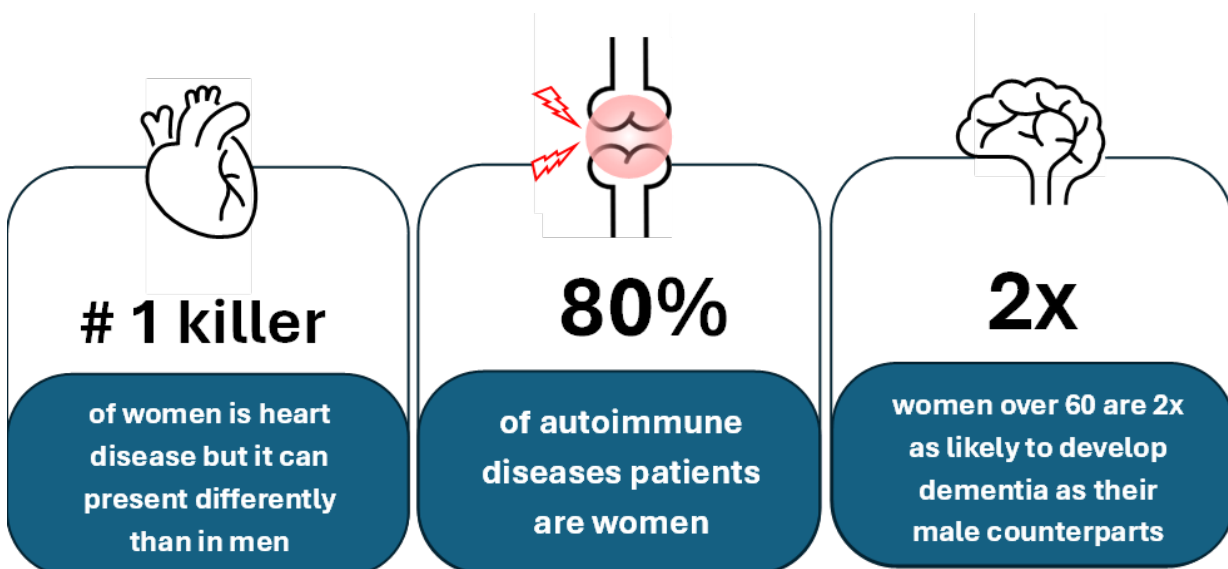 # 1 killer
of women is heart
disease but it can
present differently
than in men
80%
of autoimmune
diseases patients
are women
2x
women over 60 are 2x
as likely to develop
dementia as their
male counterparts